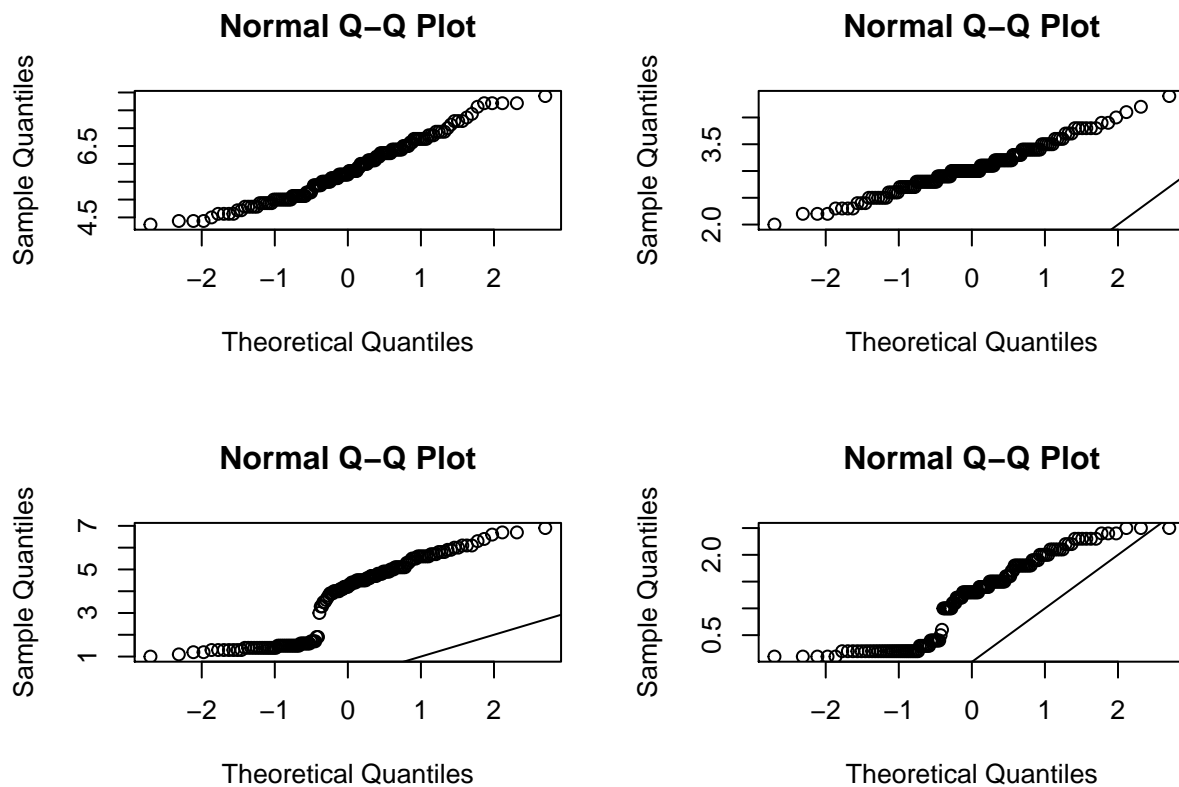 Normal Q−Q Plot
Sample Quantiles
4.5 6.5
−2 −1 0 1 2
Theoretical Quantiles
Normal Q−Q Plot
Sample Quantiles
2.0 3.5
−2 −1 0 1 2
Theoretical Quantiles
Normal Q−Q Plot
Sample Quantiles
1 3 5 7
−2 −1 0 1 2
Theoretical Quantiles
Normal Q−Q Plot
Sample Quantiles
0.5 2.0
−2 −1 0 1 2
Theoretical Quantiles